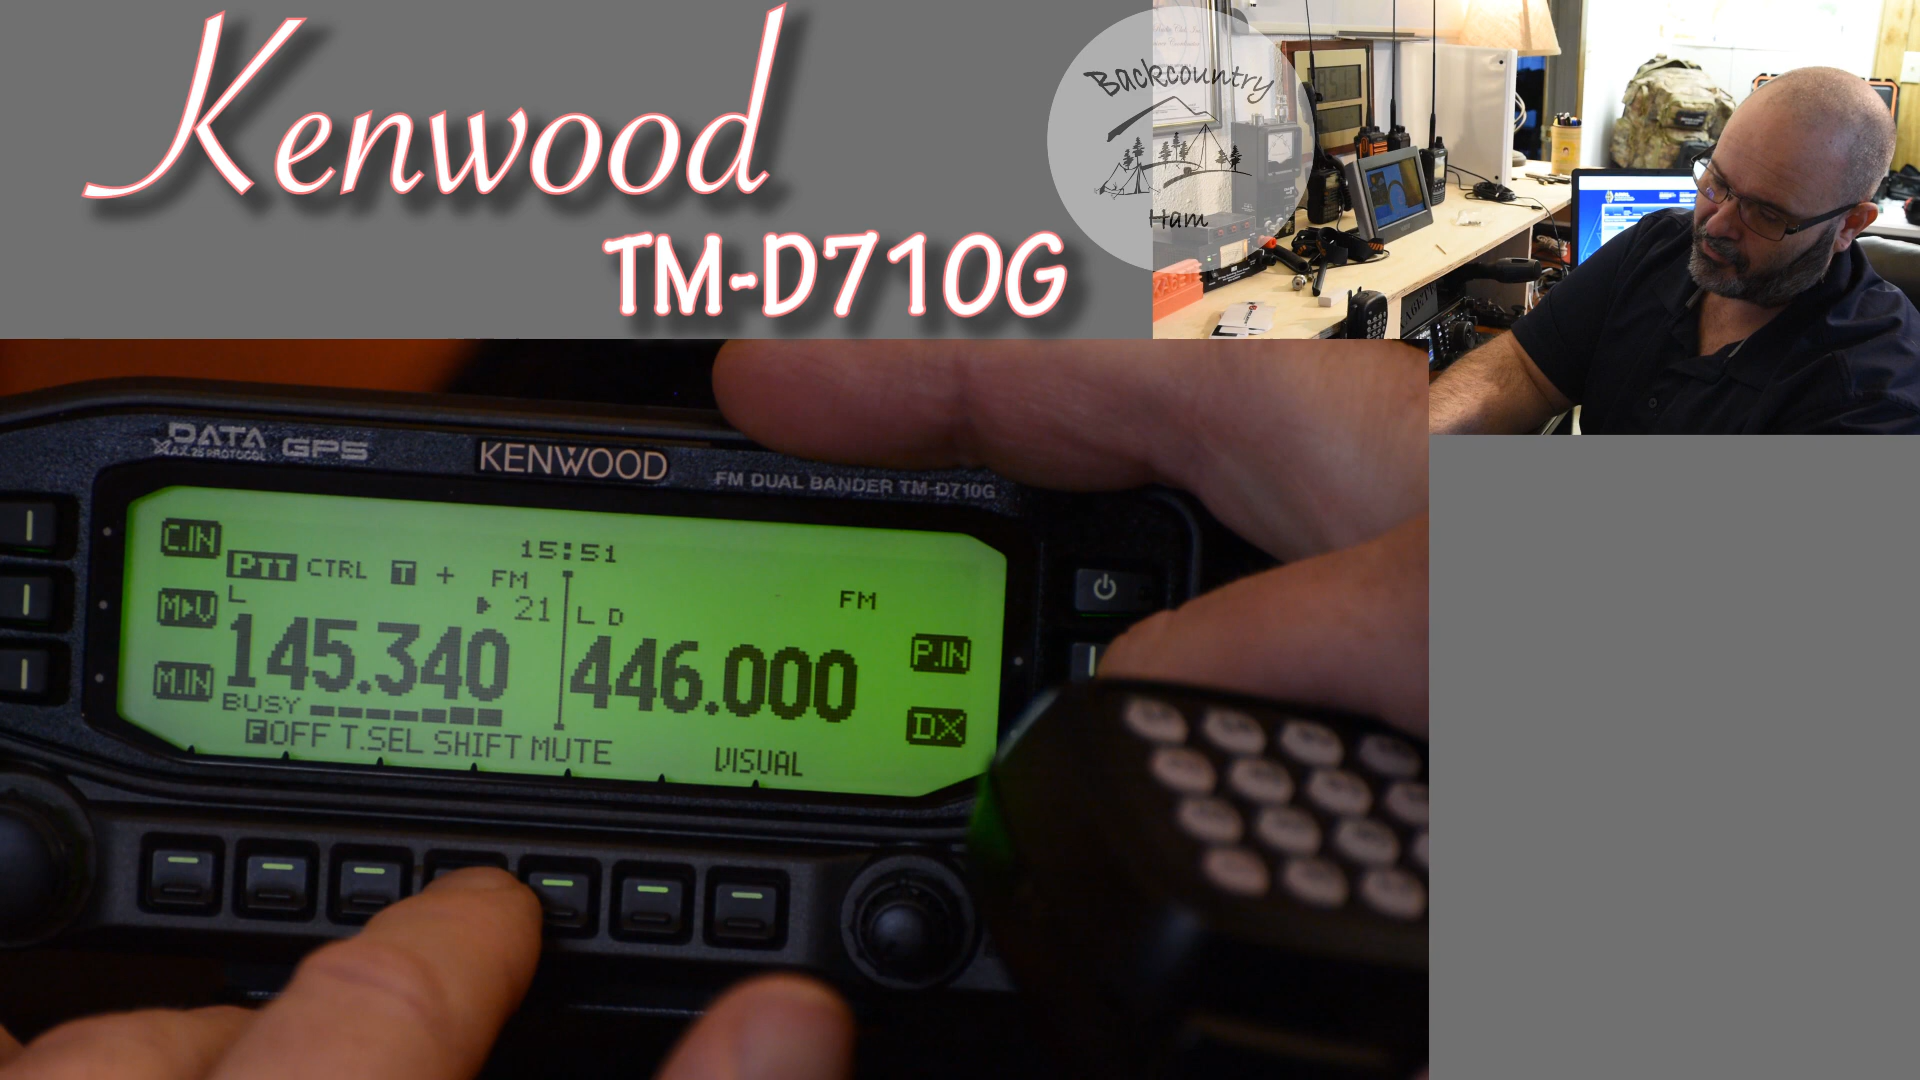 Kenwood
TM-D710G
Backcountry
Ham
DATA GPS
AX.25 PROTOCOL
KENWOOD
FM DUAL BANDER TM-D710G
C.IN
15:51
PTT CTRL T + FM
FM
M▶V
L
▶ 21
L D
145.340
446.000
P.IN
M.IN
BUSY
DX
F OFF T.SEL SHIFT MUTE
VISUAL